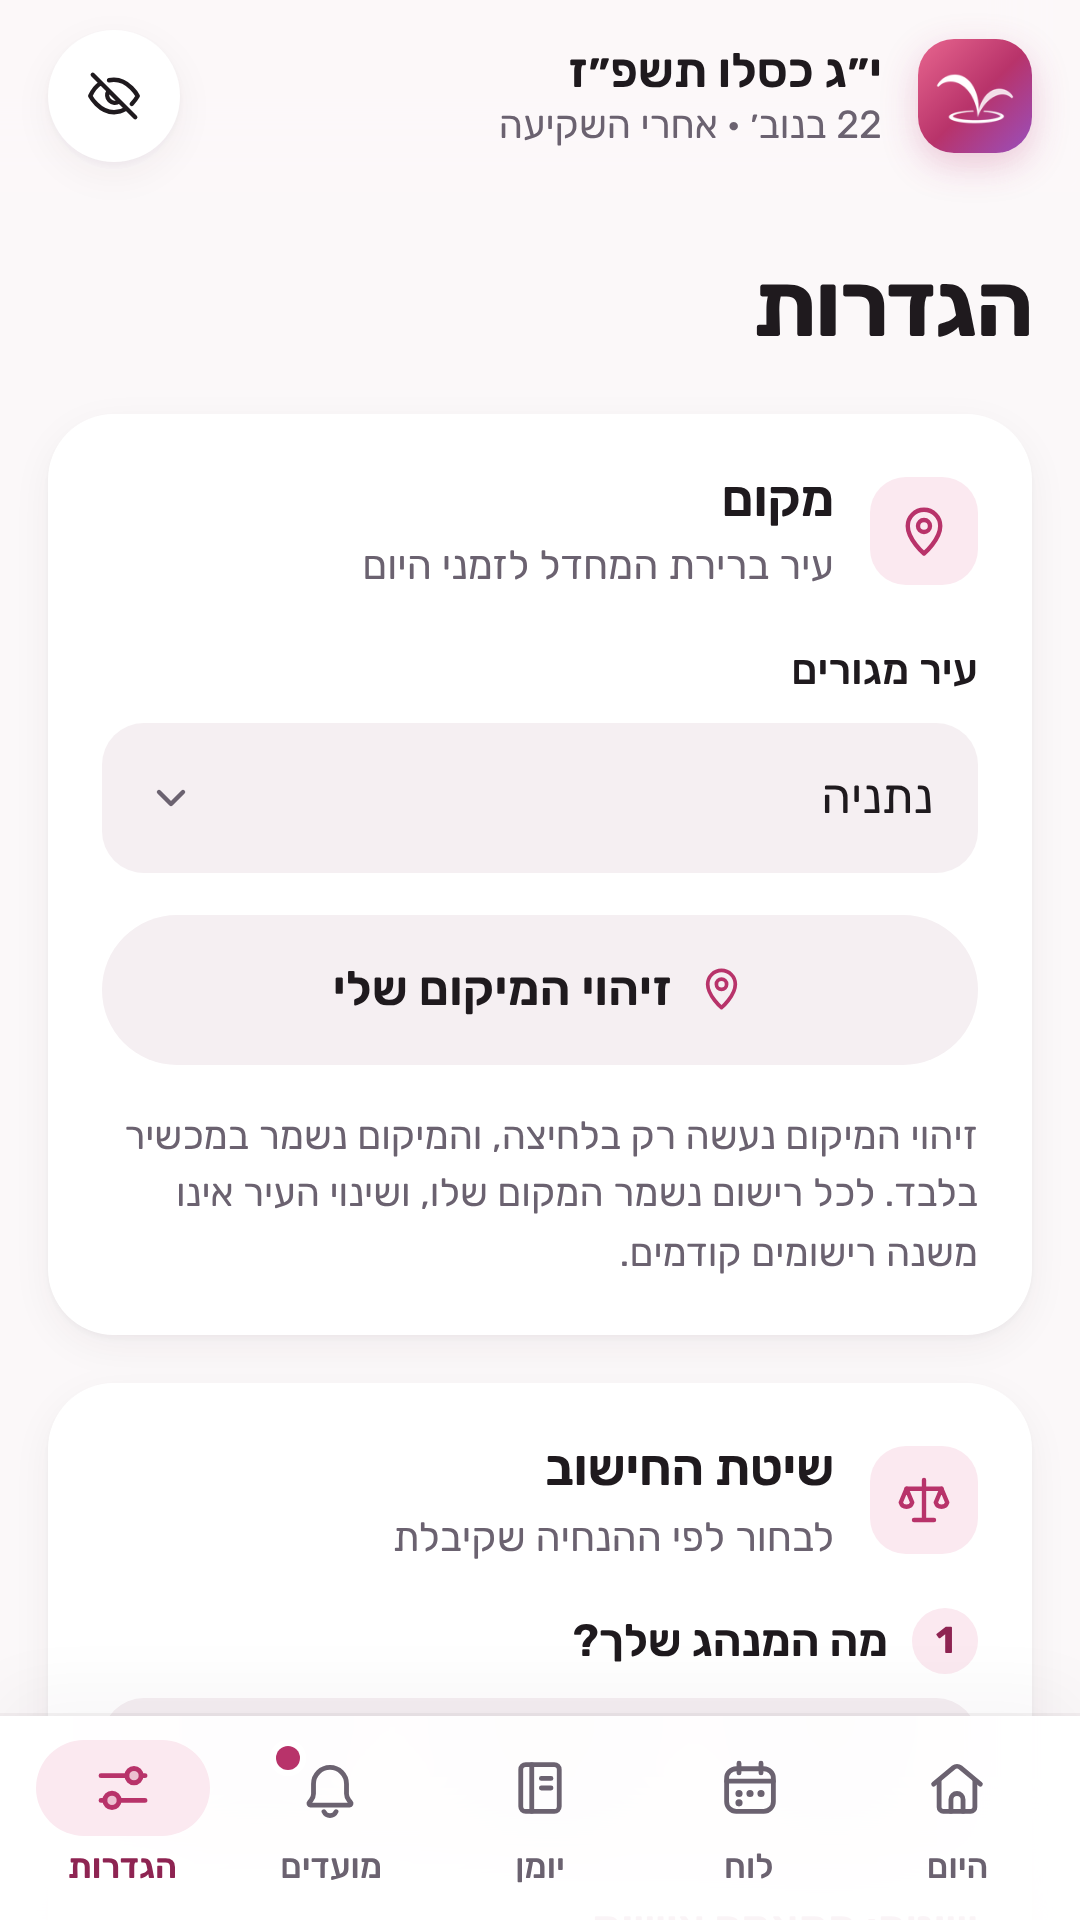 י״ג כסלו תשפ״ז
22 בנוב׳ • אחרי השקיעה
הגדרות
מקום
עיר ברירת המחדל לזמני היום
עיר מגורים
נתניה
זיהוי המיקום שלי
זיהוי המיקום נעשה רק בלחיצה, והמיקום נשמר במכשיר
בלבד. לכל רישום נשמר המקום שלו, ושינוי העיר אינו
משנה רישומים קודמים.
שיטת החישוב
לבחור לפי ההנחיה שקיבלת
1 מה המנהג שלך?
היום
לוח
יומן
מועדים
הגדרות